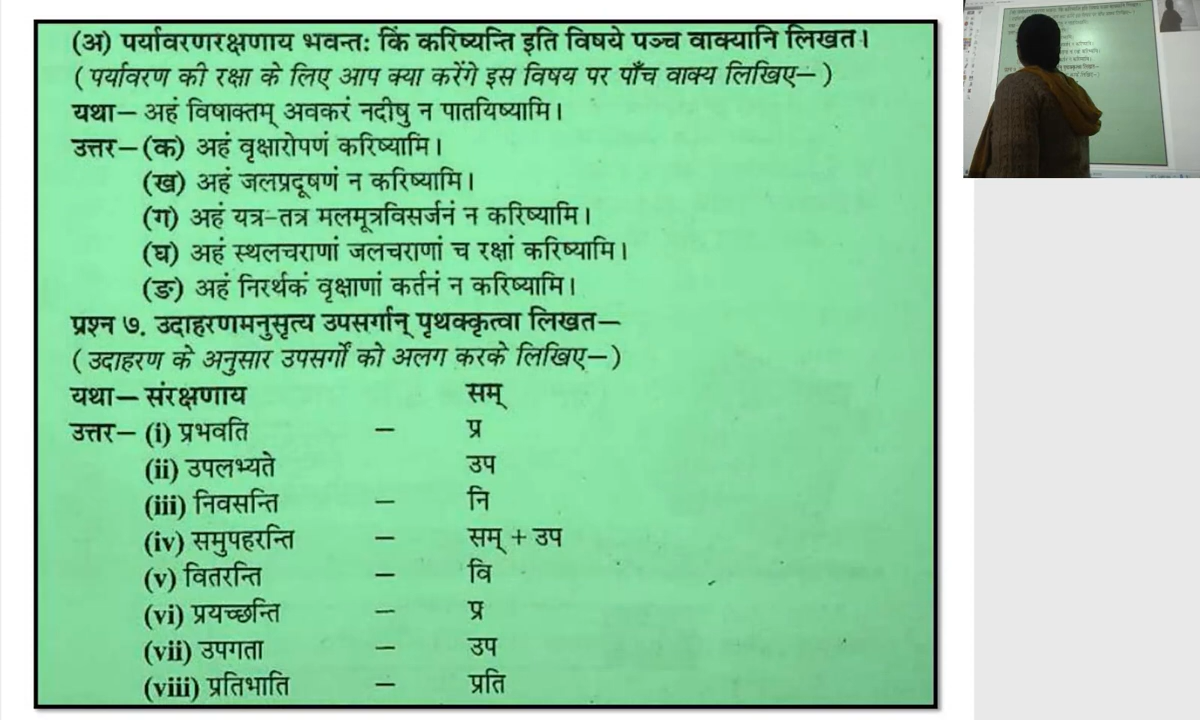 (अ) पर्यावरणरक्षणाय भवन्तः किं करिष्यन्ति इति विषये पञ्च वाक्यानि लिखत।
(पर्यावरण की रक्षा के लिए आप क्या करेंगे इस विषय पर पाँच वाक्य लिखिए–)
यथा– अहं विषाक्तम् अवकरं नदीषु न पातयिष्यामि।
उत्तर–(क) अहं वृक्षारोपणं करिष्यामि।
(ख) अहं जलप्रदूषणं न करिष्यामि।
(ग) अहं यत्र-तत्र मलमूत्रविसर्जनं न करिष्यामि।
(घ) अहं स्थलचराणां जलचराणां च रक्षां करिष्यामि।
(ङ) अहं निरर्थकं वृक्षाणां कर्तनं न करिष्यामि।
प्रश्न ७. उदाहरणमनुसृत्य उपसर्गान् पृथक्कृत्वा लिखत–
(उदाहरण के अनुसार उपसर्गों को अलग करके लिखिए–)
यथा– संरक्षणाय सम्
उत्तर– (i) प्रभवति – प्र
(ii) उपलभ्यते उप
(iii) निवसन्ति – नि
(iv) समुपहरन्ति – सम् + उप
(v) वितरन्ति – वि
(vi) प्रयच्छन्ति – प्र
(vii) उपगता – उप
(viii) प्रतिभाति – प्रति